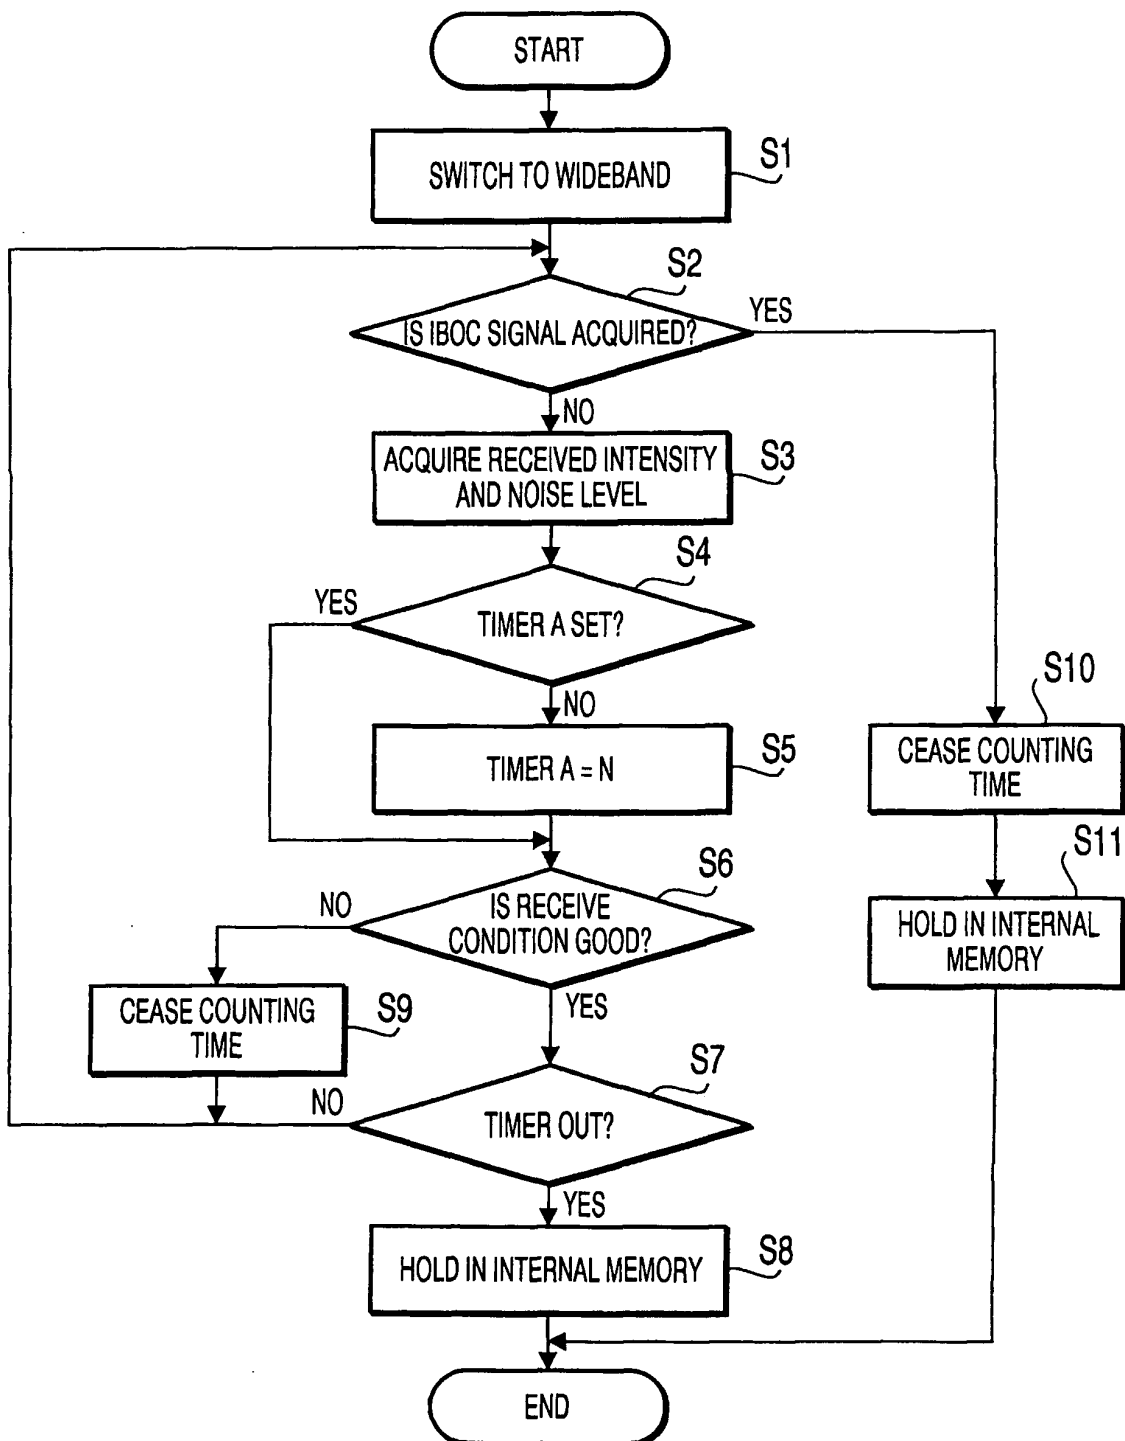 START
SWITCH TO WIDEBAND
S1
S2
IS IBOC SIGNAL ACQUIRED?
YES
NO
ACQUIRE RECEIVED INTENSITY
AND NOISE LEVEL
S3
S4
YES
TIMER A SET?
NO
TIMER A = N
S5
S10
CEASE COUNTING
TIME
S11
HOLD IN INTERNAL
MEMORY
S6
NO
IS RECEIVE
CONDITION GOOD?
YES
CEASE COUNTING
TIME
S9
S7
NO
TIMER OUT?
YES
HOLD IN INTERNAL MEMORY
S8
END